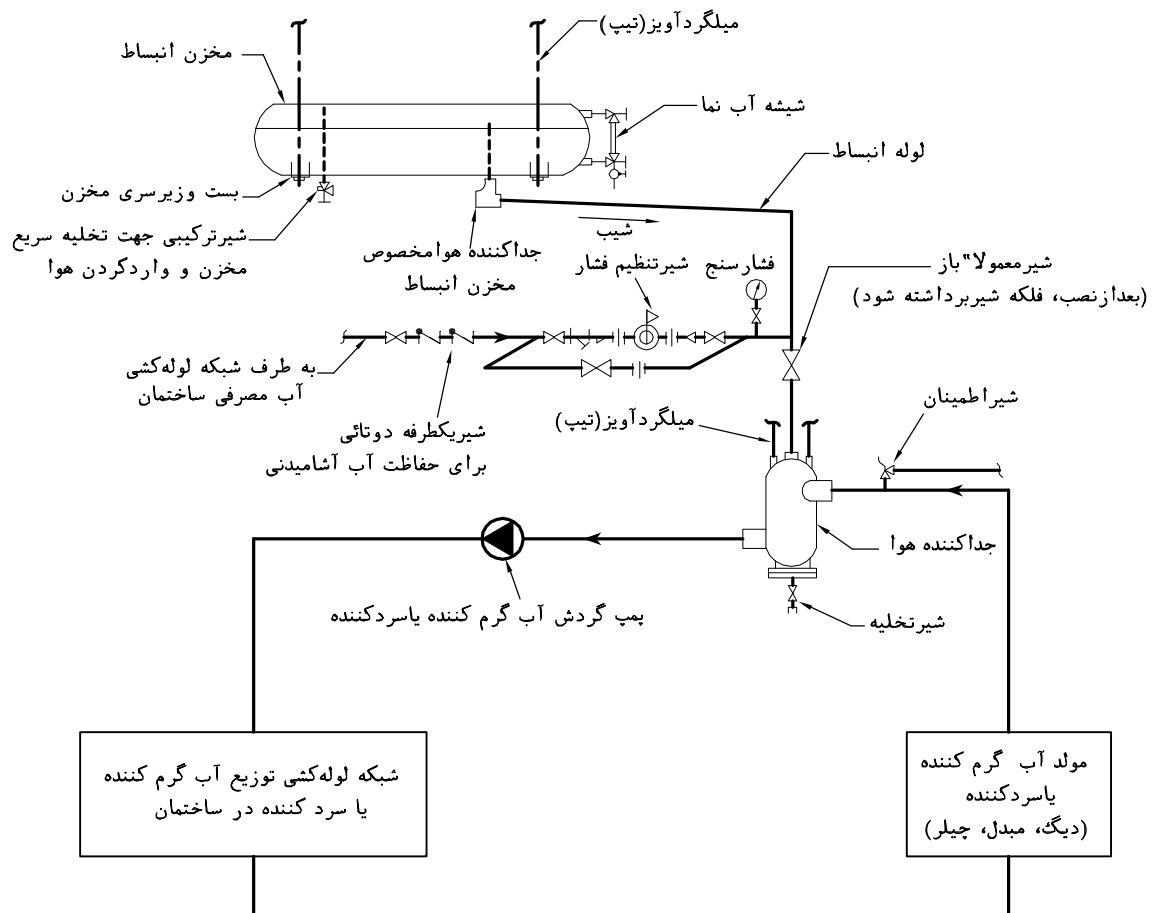 میلگردآویز(تیپ)
مخزن انبساط
شیشه آب نما
لوله انبساط
بست وزیرسری مخزن
شیب
شیرترکیبی جهت تخلیه سریع
مخزن و واردکردن هوا
جداکننده هوامخصوص
مخزن انبساط
شیرتنظیم فشار
فشارسنج
شیرمعمولا" باز
(بعدازنصب، فلکه شیربرداشته شود)
به طرف شبکه لوله‌کشی
آب مصرفی ساختمان
شیریکطرفه دوتائی
برای حفاظت آب آشامیدنی
میلگردآویز(تیپ)
شیراطمینان
جداکننده هوا
پمپ گردش آب گرم کننده یاسردکننده
شیرتخلیه
شبکه لوله‌کشی توزیع آب گرم کننده
یا سرد کننده در ساختمان
مولد آب گرم کننده
یاسردکننده
(دیگ، مبدل، چیلر)